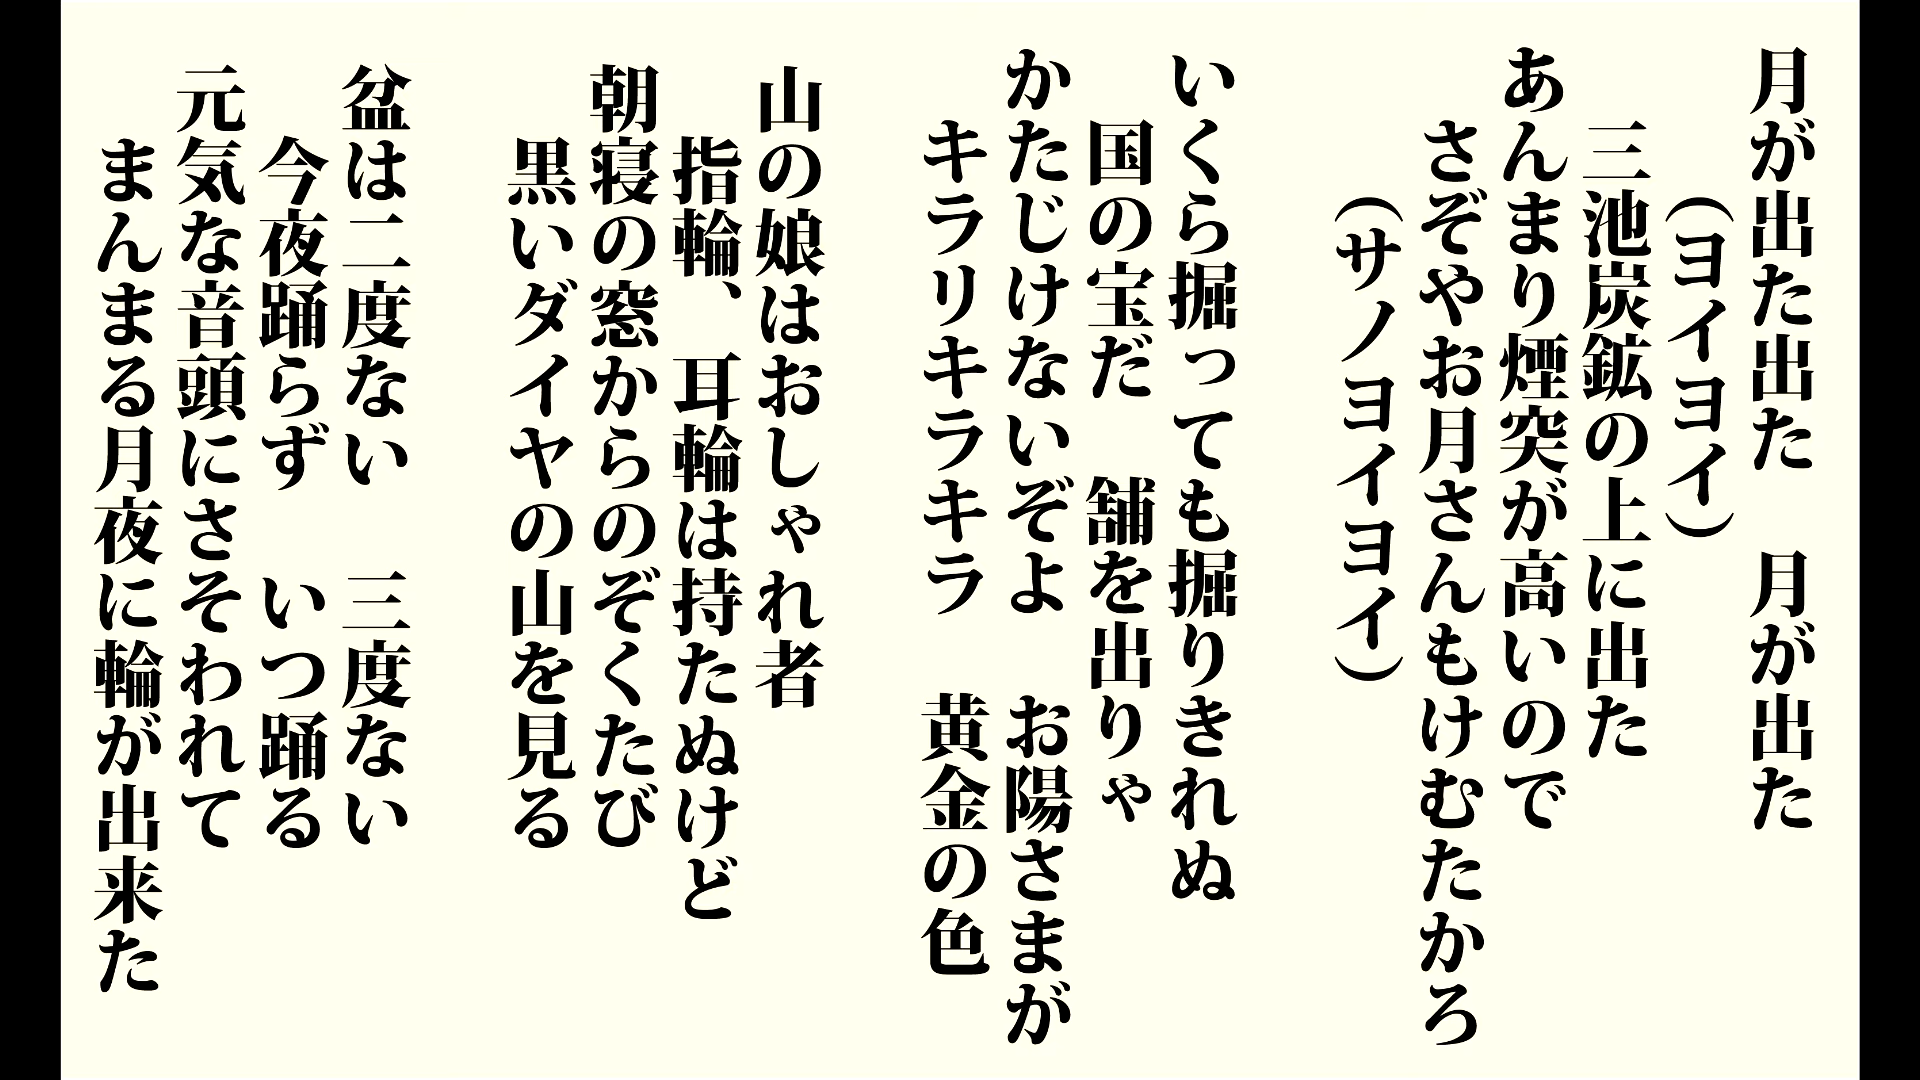 月が出た出た　月が出た
（ヨイヨイ）
三池炭鉱の上に出た
あんまり煙突が高いので
さぞやお月さんもけむたかろ
（サノヨイヨイ）
いくら掘っても掘りきれぬ
国の宝だ　舗を出りゃ
かたじけないぞよ　お陽さまが
キラリキラキラ　黄金の色
山の娘はおしゃれ者
指輪、耳輪は持たぬけど
朝寝の窓からのぞくたび
黒いダイヤの山を見る
盆は二度ない　三度ない
今夜踊らず　いつ踊る
元気な音頭にさそわれて
まんまる月夜に輪が出来た